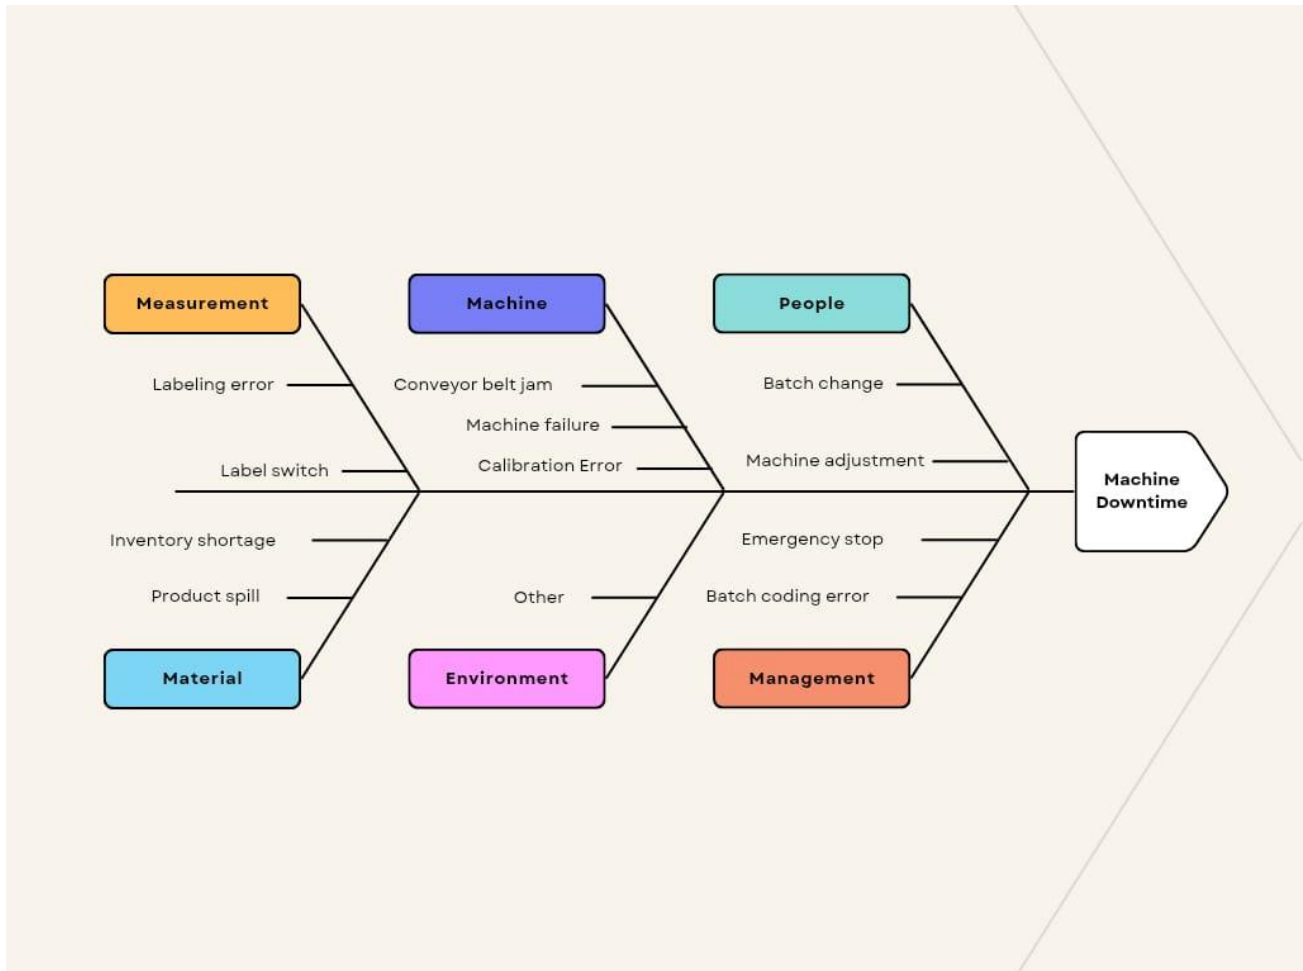 Measurement
Machine
People
Labeling error
Conveyor belt jam
Batch change
Machine failure
Label switch
Calibration Error
Machine adjustment
Machine
Downtime
Inventory shortage
Emergency stop
Product spill
Other
Batch coding error
Material
Environment
Management